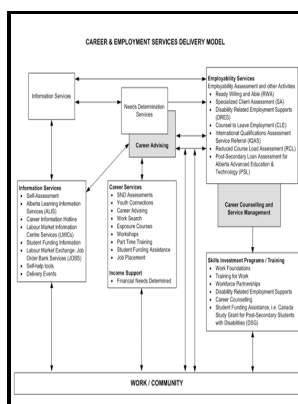 CAREER & EMPLOYMENT SERVICES DELIVERY MODEL
Information Services
Needs Determination
Services
Career Advising
Employability Services
Employability Assessment and other Activities
• Ready Willing and Able (RWA)
• Specialized Client Assessment (SA)
• Disability Related Employment Supports
(DRES)
• Counsel to Leave Employment (CLE)
• International Qualifications Assessment
Service Referral (IQAS)
• Reduced Course Load Assessment (RCL)
• Post-Secondary Loan Assessment for
Alberta Advanced Education &
Technology (PSL)
Career Counselling and
Service Management
Information Services
• Self-Assessment
• Alberta Learning Information
Services (ALIS)
• Career Information Hotline
• Labour Market Information
Centre Services (LMICs)
• Student Funding Information
• Labour Market Exchange: Job
Order Bank Services (JOBS)
• Self-help tools
• Delivery Events
Career Services
• SND Assessments
• Youth Connections
• Career Advising
• Work Search
• Exposure Courses
• Workshops
• Part Time Training
• Student Funding Assistance
• Job Placement
Income Support
• Financial Needs Determined
Skills Investment Programs / Training
• Work Foundations
• Training for Work
• Workforce Partnerships
• Disability Related Employment Supports
• Career Counselling
• Student Funding Assistance, i.e. Canada
Study Grant for Post-Secondary Students
with Disabilities (DSG)
WORK / COMMUNITY